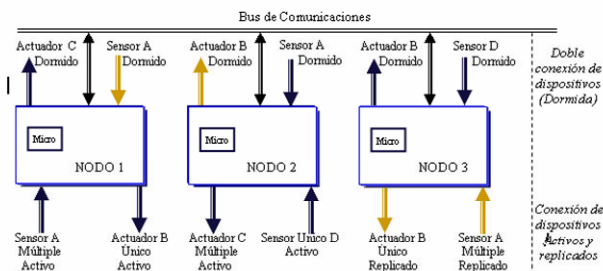 Bus de Comunicaciones
Actuador C
Dormido
Sensor A
Dormido
Actuador B
Dormido
Sensor A
Dormido
Actuador B
Dormido
Sensor D
Dormido
Doble
conexión de
dispositivos
(Dormida)
Micro
NODO 1
Micro
NODO 2
Micro
NODO 3
Sensor A
Múltiple
Activo
Actuador B
Único
Activo
Actuador C
Múltiple
Activo
Sensor Unico D
Activo
Actuador B
Único
Replicado
Sensor A
Múltiple
Replicado
Conexión de
dispositivos
Activos y
replicados